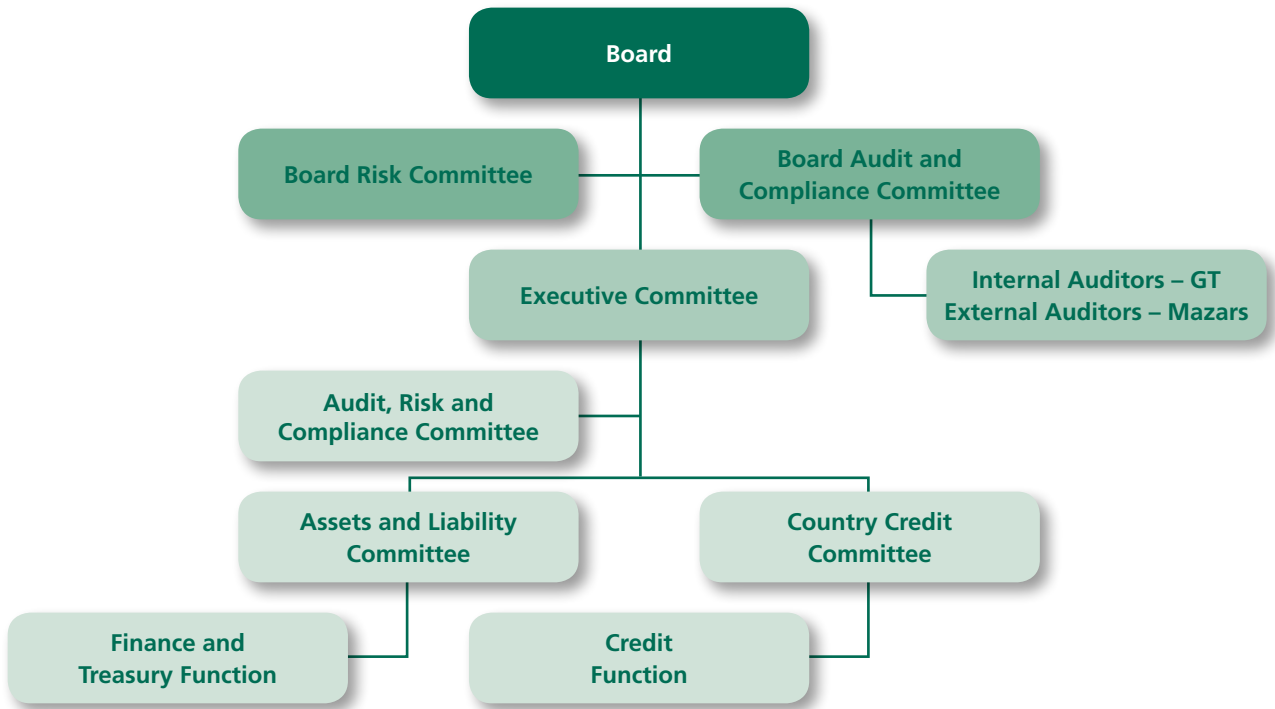 Board
Board Risk Committee
Board Audit and
Compliance Committee
Executive Committee
Internal Auditors – GT
External Auditors – Mazars
Audit, Risk and
Compliance Committee
Assets and Liability
Committee
Country Credit
Committee
Finance and
Treasury Function
Credit
Function